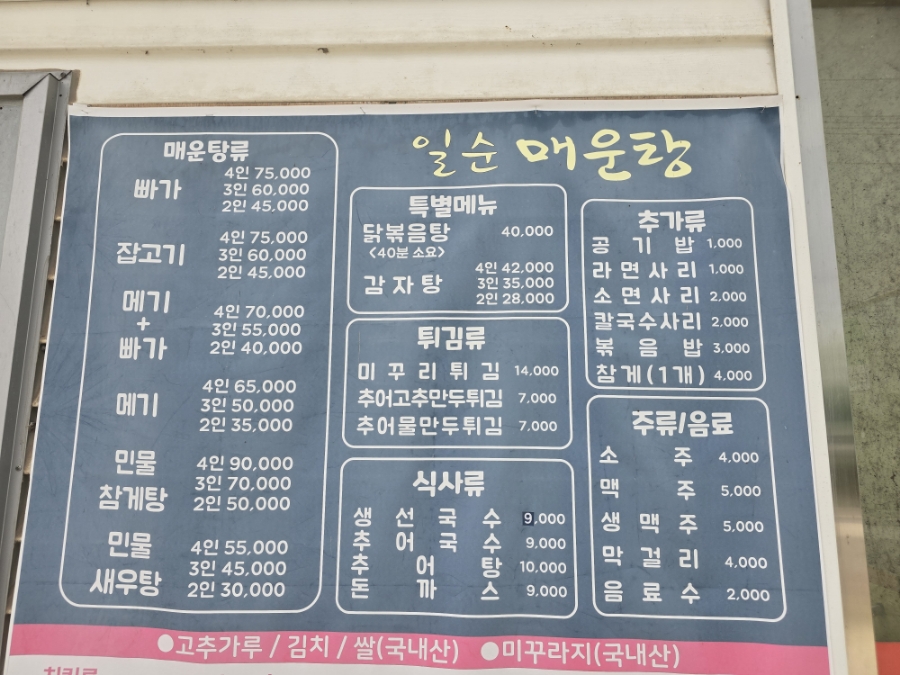 일순 매운탕
매운탕류
빠가
4인 75,000
3인 60,000
2인 45,000
잡고기
4인 75,000
3인 60,000
2인 45,000
메기
+
빠가
4인 70,000
3인 55,000
2인 40,000
메기
4인 65,000
3인 50,000
2인 35,000
민물
참게탕
4인 90,000
3인 70,000
2인 50,000
민물
새우탕
4인 55,000
3인 45,000
2인 30,000
특별메뉴
닭볶음탕 40,000
<40분 소요>
감자탕
4인 42,000
3인 35,000
2인 28,000
튀김류
미꾸리튀김 14,000
추어고추만두튀김 7,000
추어물만두튀김 7,000
식사류
생선국수 9,000
추어국수 9,000
추어탕 10,000
돈까스 9,000
추가류
공기밥 1,000
라면사리 1,000
소면사리 2,000
칼국수사리 2,000
볶음밥 3,000
참게(1개) 4,000
주류/음료
소주 4,000
맥주 5,000
생맥주 5,000
막걸리 4,000
음료수 2,000
●고추가루 / 김치 / 쌀(국내산) ●미꾸라지(국내산)